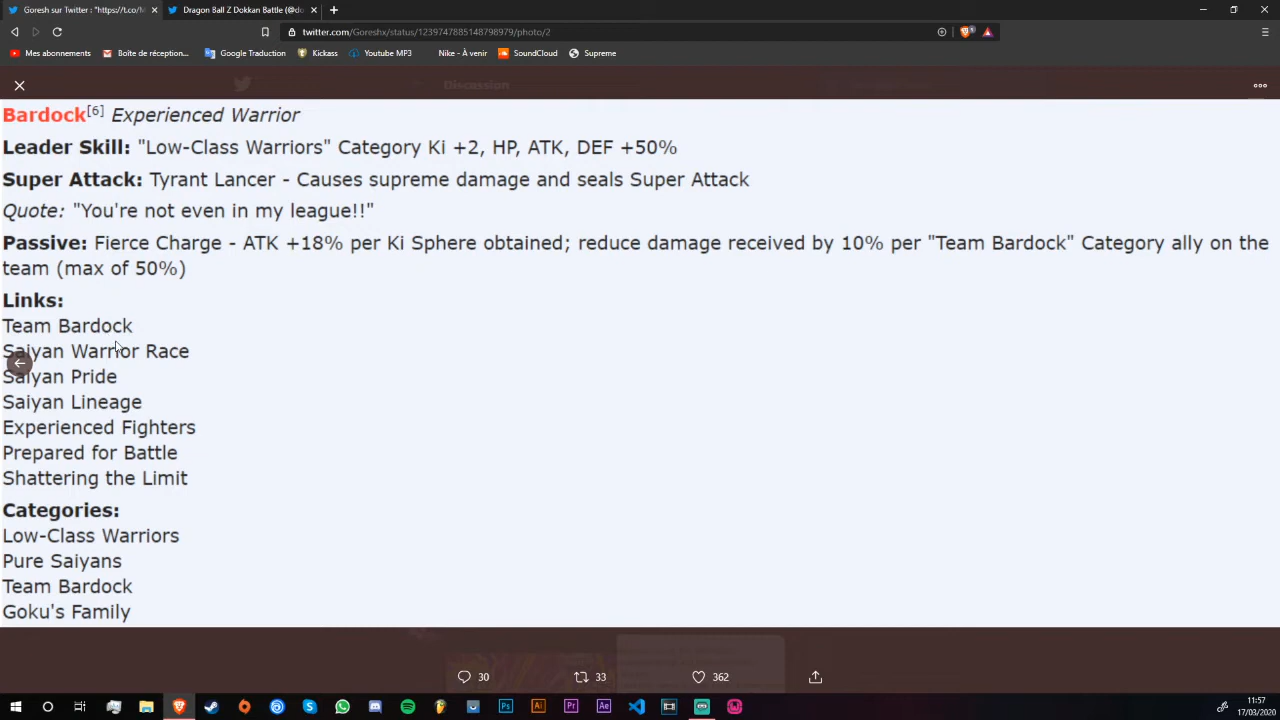 Goresh sur Twitter : "https://t.co/M
Dragon Ball Z Dokkan Battle (@do
twitter.com/Goreshx/status/1239747885148798979/photo/2
Mes abonnements
Boîte de réception...
Google Traduction
Kickass
Youtube MP3
Nike - À venir
SoundCloud
Supreme
Discussion
Bardock[6] Experienced Warrior
Leader Skill: "Low-Class Warriors" Category Ki +2, HP, ATK, DEF +50%
Super Attack: Tyrant Lancer - Causes supreme damage and seals Super Attack
Quote: "You're not even in my league!!"
Passive: Fierce Charge - ATK +18% per Ki Sphere obtained; reduce damage received by 10% per "Team Bardock" Category ally on the
team (max of 50%)
Links:
Team Bardock
Saiyan Warrior Race
Saiyan Pride
Saiyan Lineage
Experienced Fighters
Prepared for Battle
Shattering the Limit
Categories:
Low-Class Warriors
Pure Saiyans
Team Bardock
Goku's Family
30
33
362
11:57
17/03/2020